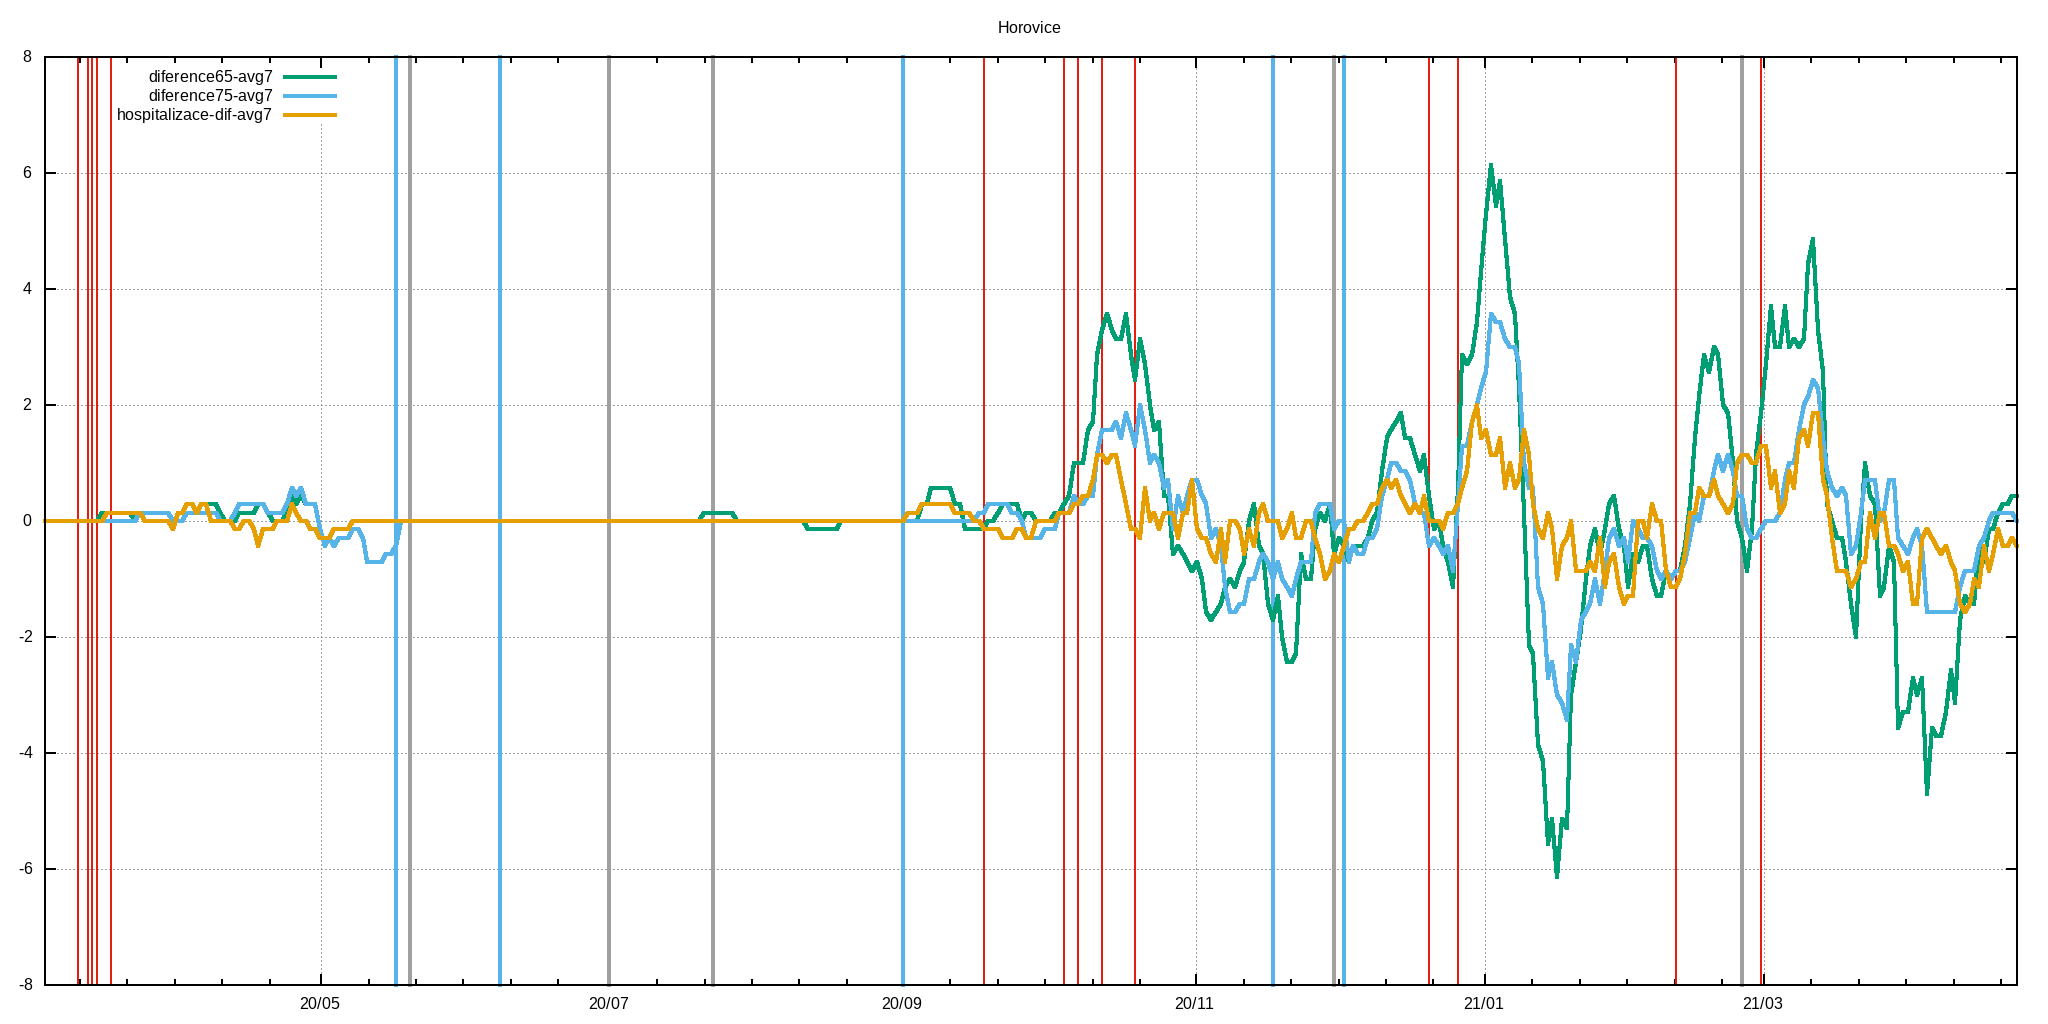 Horovice
diference65-avg7
diference75-avg7
hospitalizace-dif-avg7
8
6
4
2
0
-2
-4
-6
-8
20/05 20/07 20/09 20/11 21/01 21/03